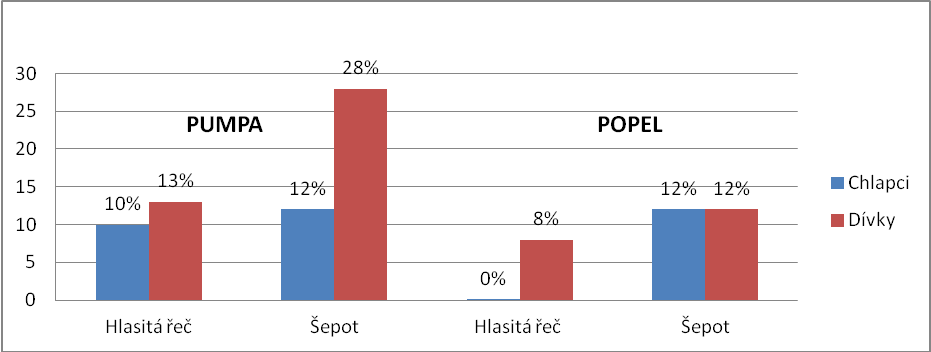 28%
30
25
PUMPA
POPEL
20
13%
12%
12%
12%
Chlapci
15
10%
8%
Dívky
10
5
0%
0
Hlasitá řeč
Šepot
Hlasitá řeč
Šepot